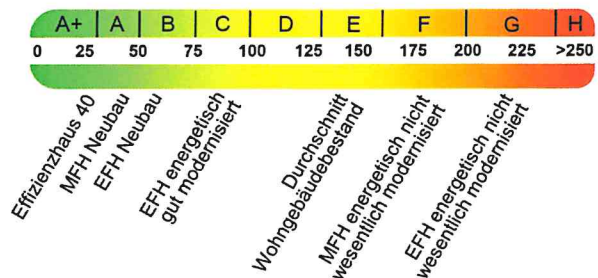 A+ A B C D E F G H
0 25 50 75 100 125 150 175 200 225 >250
Effizienzhaus 40
MFH Neubau
EFH Neubau
EFH energetisch
gut modernisiert
Durchschnitt
Wohngebäudebestand
MFH energetisch nicht
wesentlich modernisiert
EFH energetisch nicht
wesentlich modernisiert